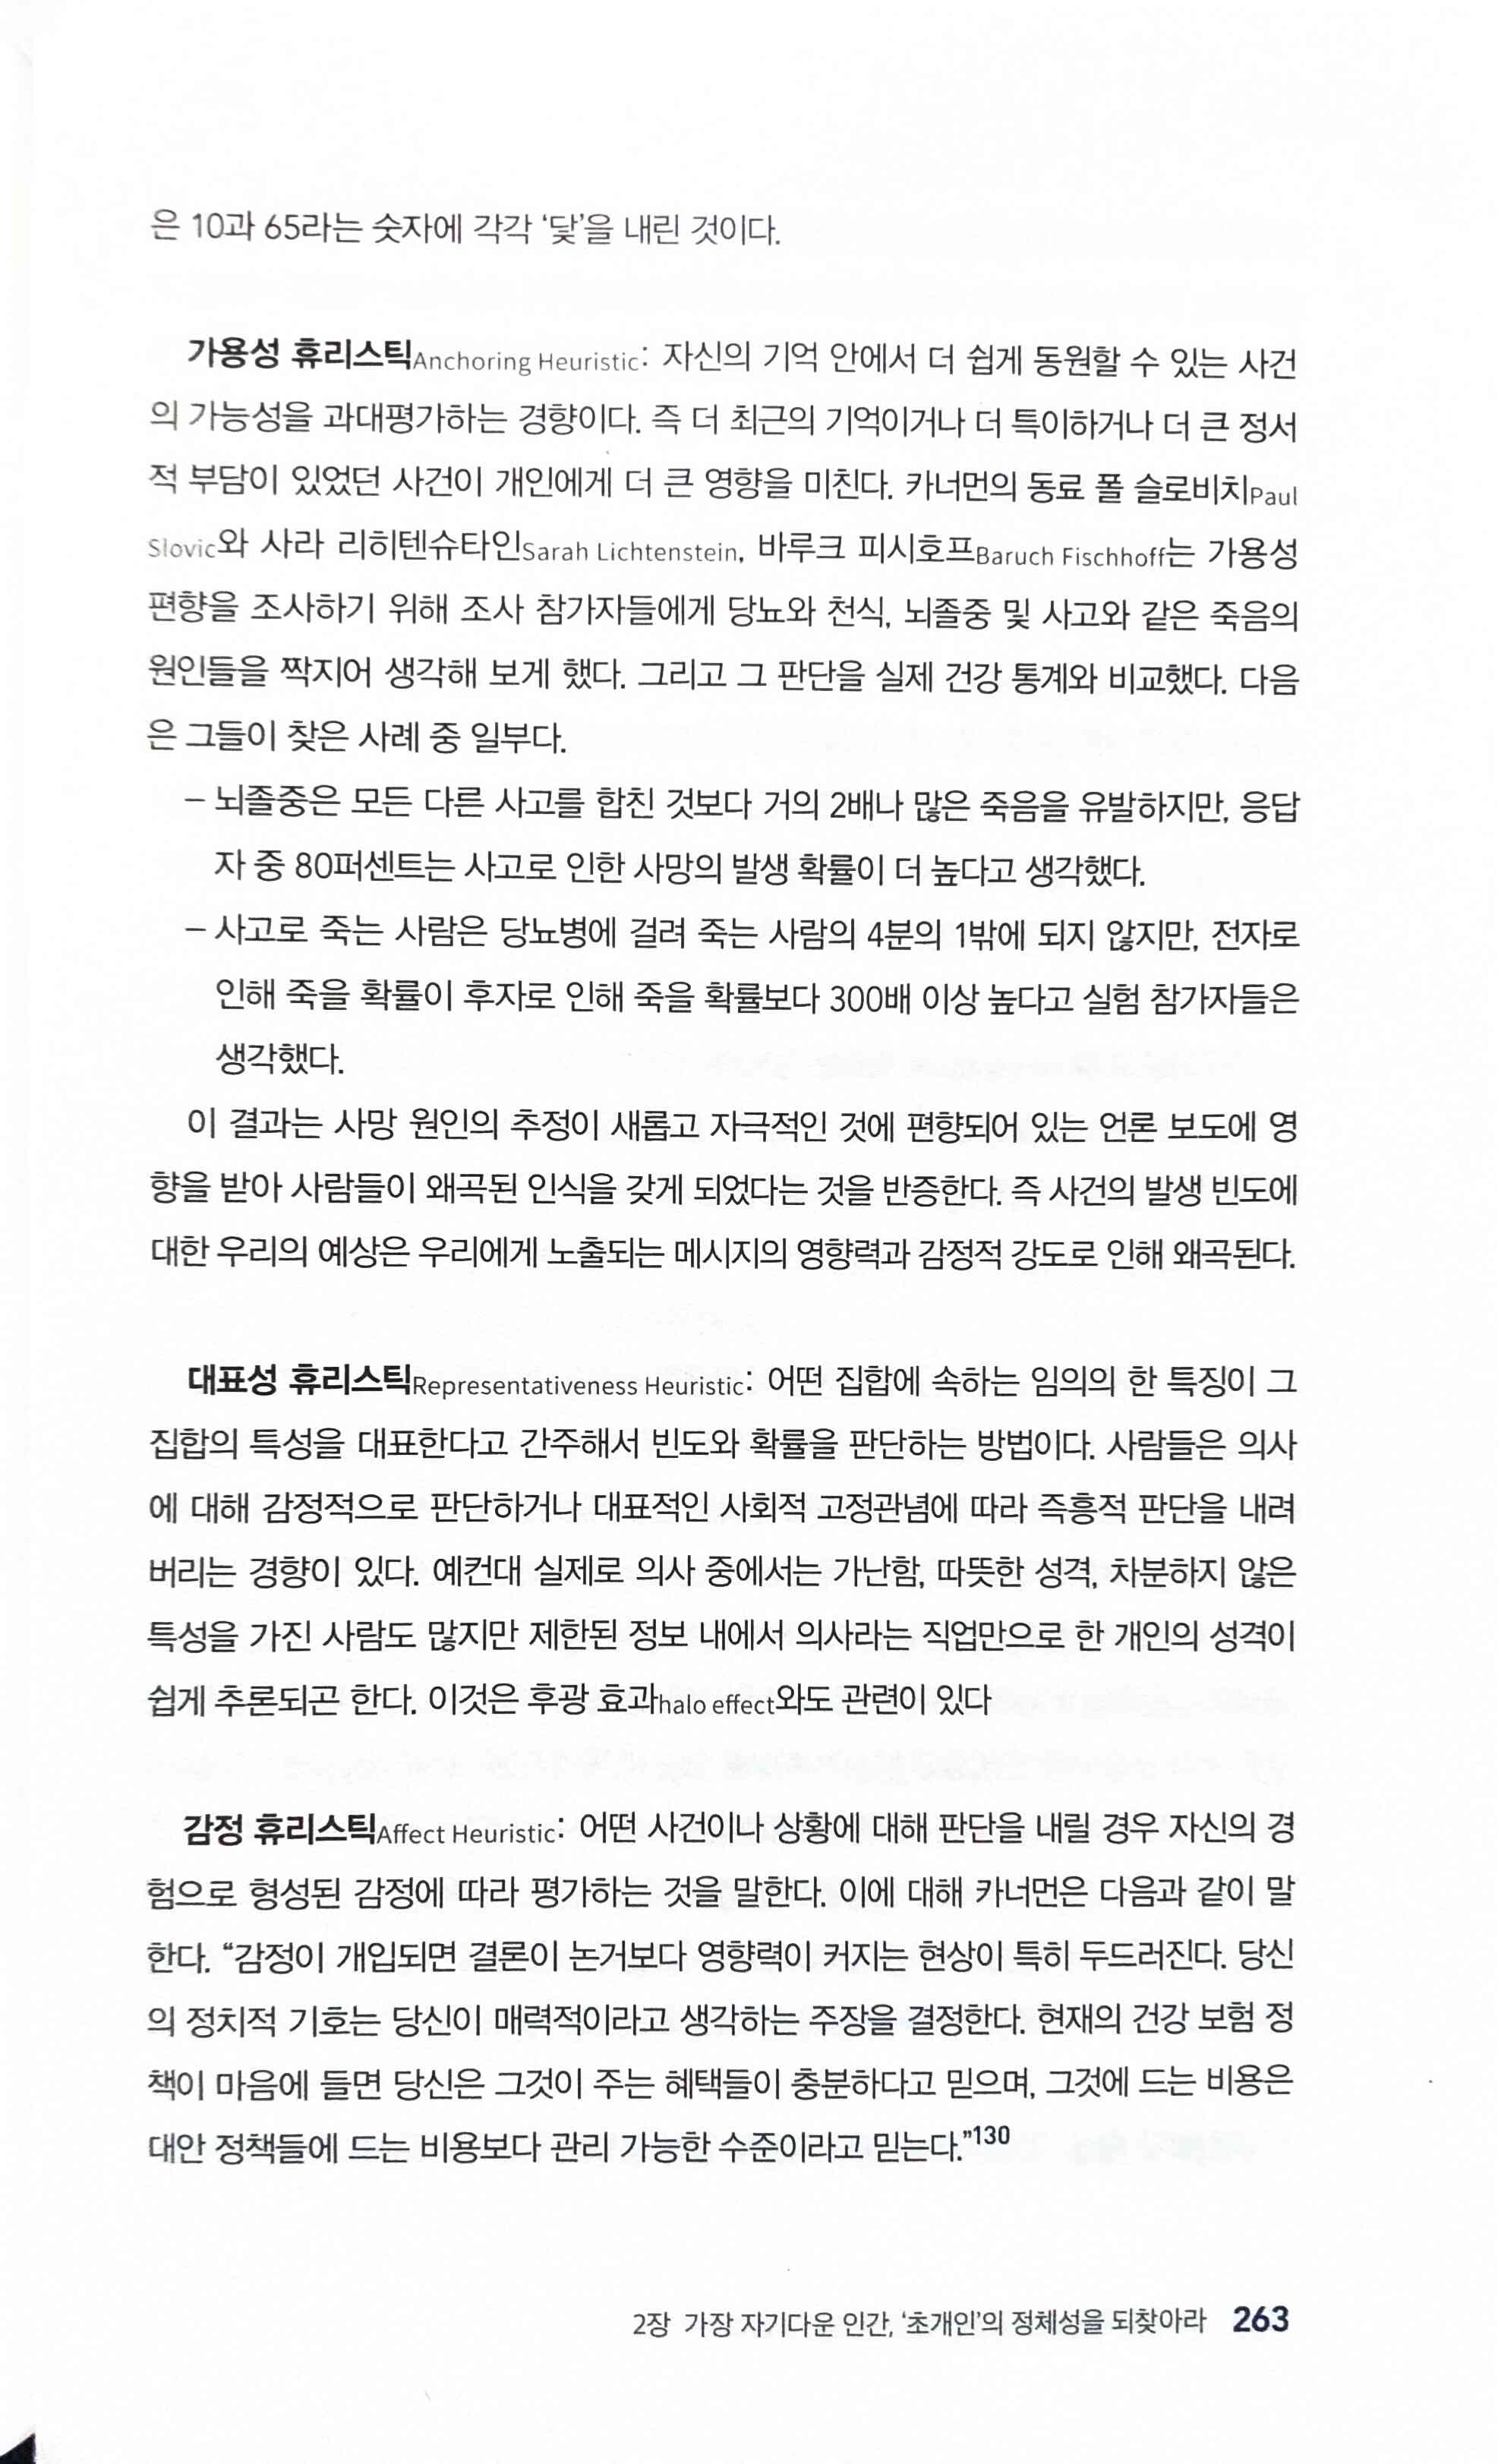 은 10과 65라는 숫자에 각각 ‘닻’을 내린 것이다.
가용성 휴리스틱Anchoring Heuristic: 자신의 기억 안에서 더 쉽게 동원할 수 있는 사건
의 가능성을 과대평가하는 경향이다. 즉 더 최근의 기억이거나 더 특이하거나 더 큰 정서
적 부담이 있었던 사건이 개인에게 더 큰 영향을 미친다. 카너먼의 동료 폴 슬로비치Paul
Slovic와 사라 리히텐슈타인Sarah Lichtenstein, 바루크 피시호프Baruch Fischhoff는 가용성
편향을 조사하기 위해 조사 참가자들에게 당뇨와 천식, 뇌졸중 및 사고와 같은 죽음의
원인들을 짝지어 생각해 보게 했다. 그리고 그 판단을 실제 건강 통계와 비교했다. 다음
은 그들이 찾은 사례 중 일부다.
– 뇌졸중은 모든 다른 사고를 합친 것보다 거의 2배나 많은 죽음을 유발하지만, 응답
자 중 80퍼센트는 사고로 인한 사망의 발생 확률이 더 높다고 생각했다.
– 사고로 죽는 사람은 당뇨병에 걸려 죽는 사람의 4분의 1밖에 되지 않지만, 전자로
인해 죽을 확률이 후자로 인해 죽을 확률보다 300배 이상 높다고 실험 참가자들은
생각했다.
이 결과는 사망 원인의 추정이 새롭고 자극적인 것에 편향되어 있는 언론 보도에 영
향을 받아 사람들이 왜곡된 인식을 갖게 되었다는 것을 반증한다. 즉 사건의 발생 빈도에
대한 우리의 예상은 우리에게 노출되는 메시지의 영향력과 감정적 강도로 인해 왜곡된다.
대표성 휴리스틱Representativeness Heuristic: 어떤 집합에 속하는 임의의 한 특징이 그
집합의 특성을 대표한다고 간주해서 빈도와 확률을 판단하는 방법이다. 사람들은 의사
에 대해 감정적으로 판단하거나 대표적인 사회적 고정관념에 따라 즉흥적 판단을 내려
버리는 경향이 있다. 예컨대 실제로 의사 중에서는 가난함, 따뜻한 성격, 차분하지 않은
특성을 가진 사람도 많지만 제한된 정보 내에서 의사라는 직업만으로 한 개인의 성격이
쉽게 추론되곤 한다. 이것은 후광 효과halo effect와도 관련이 있다
감정 휴리스틱Affect Heuristic: 어떤 사건이나 상황에 대해 판단을 내릴 경우 자신의 경
험으로 형성된 감정에 따라 평가하는 것을 말한다. 이에 대해 카너먼은 다음과 같이 말
한다. “감정이 개입되면 결론이 논거보다 영향력이 커지는 현상이 특히 두드러진다. 당신
의 정치적 기호는 당신이 매력적이라고 생각하는 주장을 결정한다. 현재의 건강 보험 정
책이 마음에 들면 당신은 그것이 주는 혜택들이 충분하다고 믿으며, 그것에 드는 비용은
대안 정책들에 드는 비용보다 관리 가능한 수준이라고 믿는다.”130
2장 가장 자기다운 인간, ‘초개인’의 정체성을 되찾아라 263